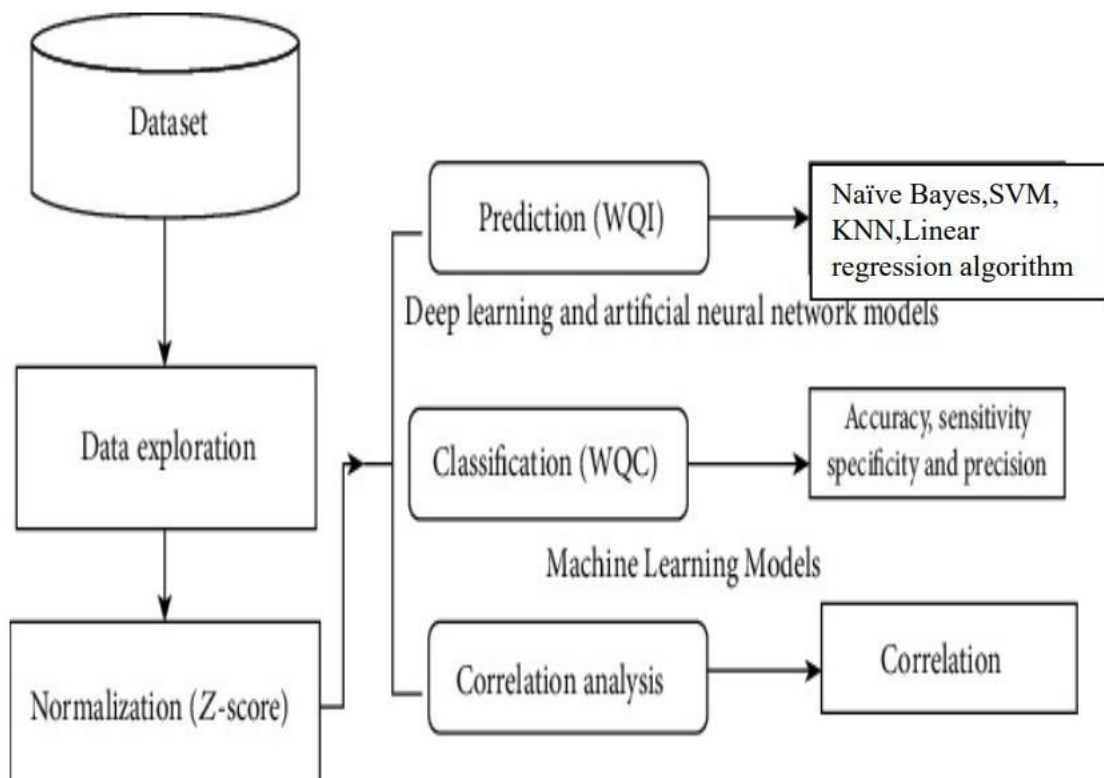 Dataset
Data exploration
Normalization (Z-score)
Prediction (WQI)
Naïve Bayes,SVM,
KNN,Linear
regression algorithm
Deep learning and artificial neural network models
Classification (WQC)
Accuracy, sensitivity
specificity and precision
Machine Learning Models
Correlation analysis
Correlation